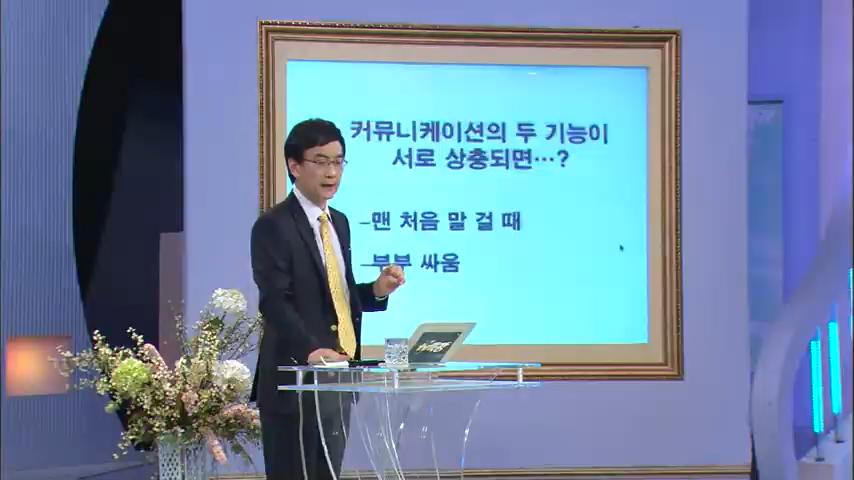 커뮤니케이션의 두 기능이
서로 상충되면…?
–맨 처음 말 걸 때
–부부 싸움